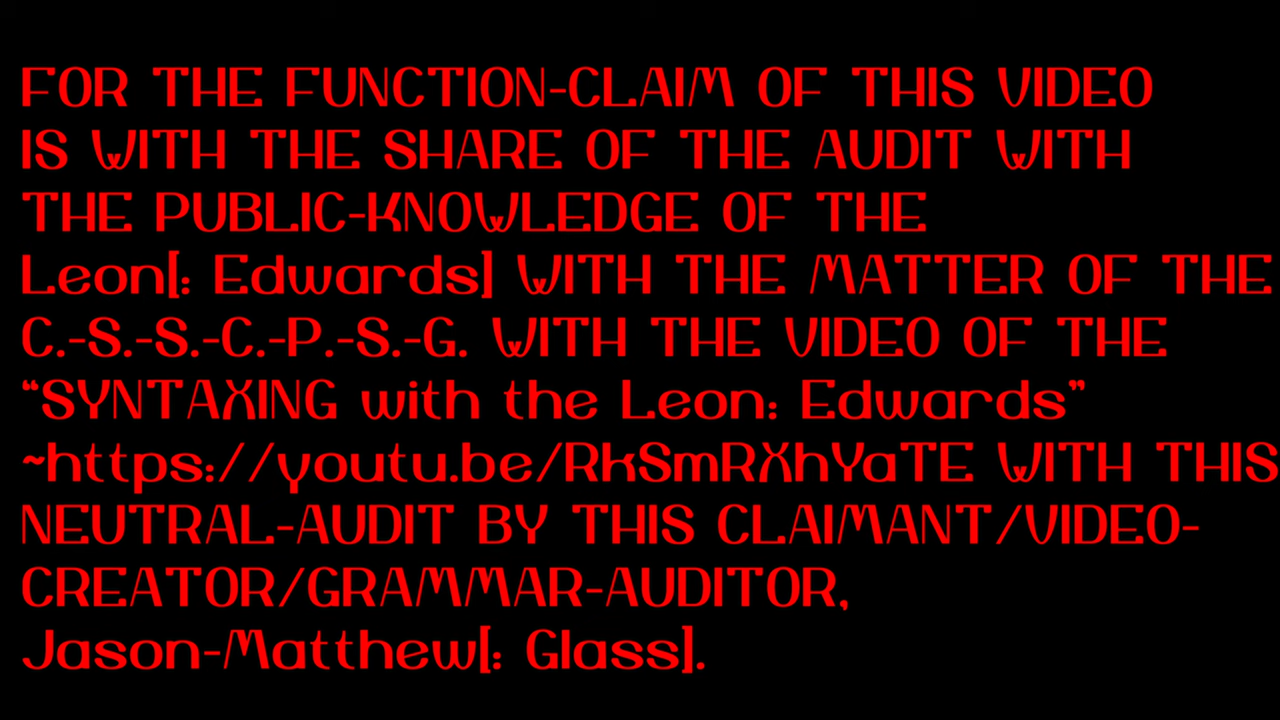 FOR THE FUNCTION-CLAIM OF THIS VIDEO
IS WITH THE SHARE OF THE AUDIT WITH
THE PUBLIC-KNOWLEDGE OF THE
Leon[: Edwards] WITH THE MATTER OF THE
C.-S.-S.-C.-P.-S.-G. WITH THE VIDEO OF THE
“SYNTAXING with the Leon: Edwards”
~https://youtu.be/RkSmRXhYaTE WITH THIS
NEUTRAL-AUDIT BY THIS CLAIMANT/VIDEO-
CREATOR/GRAMMAR-AUDITOR,
Jason-Matthew[: Glass].